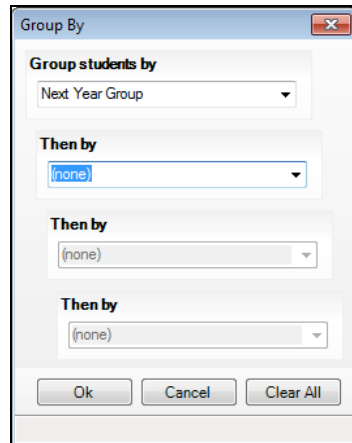 Group By
Group students by
Next Year Group
Then by
(none)
Then by
(none)
Then by
(none)
Ok Cancel Clear All